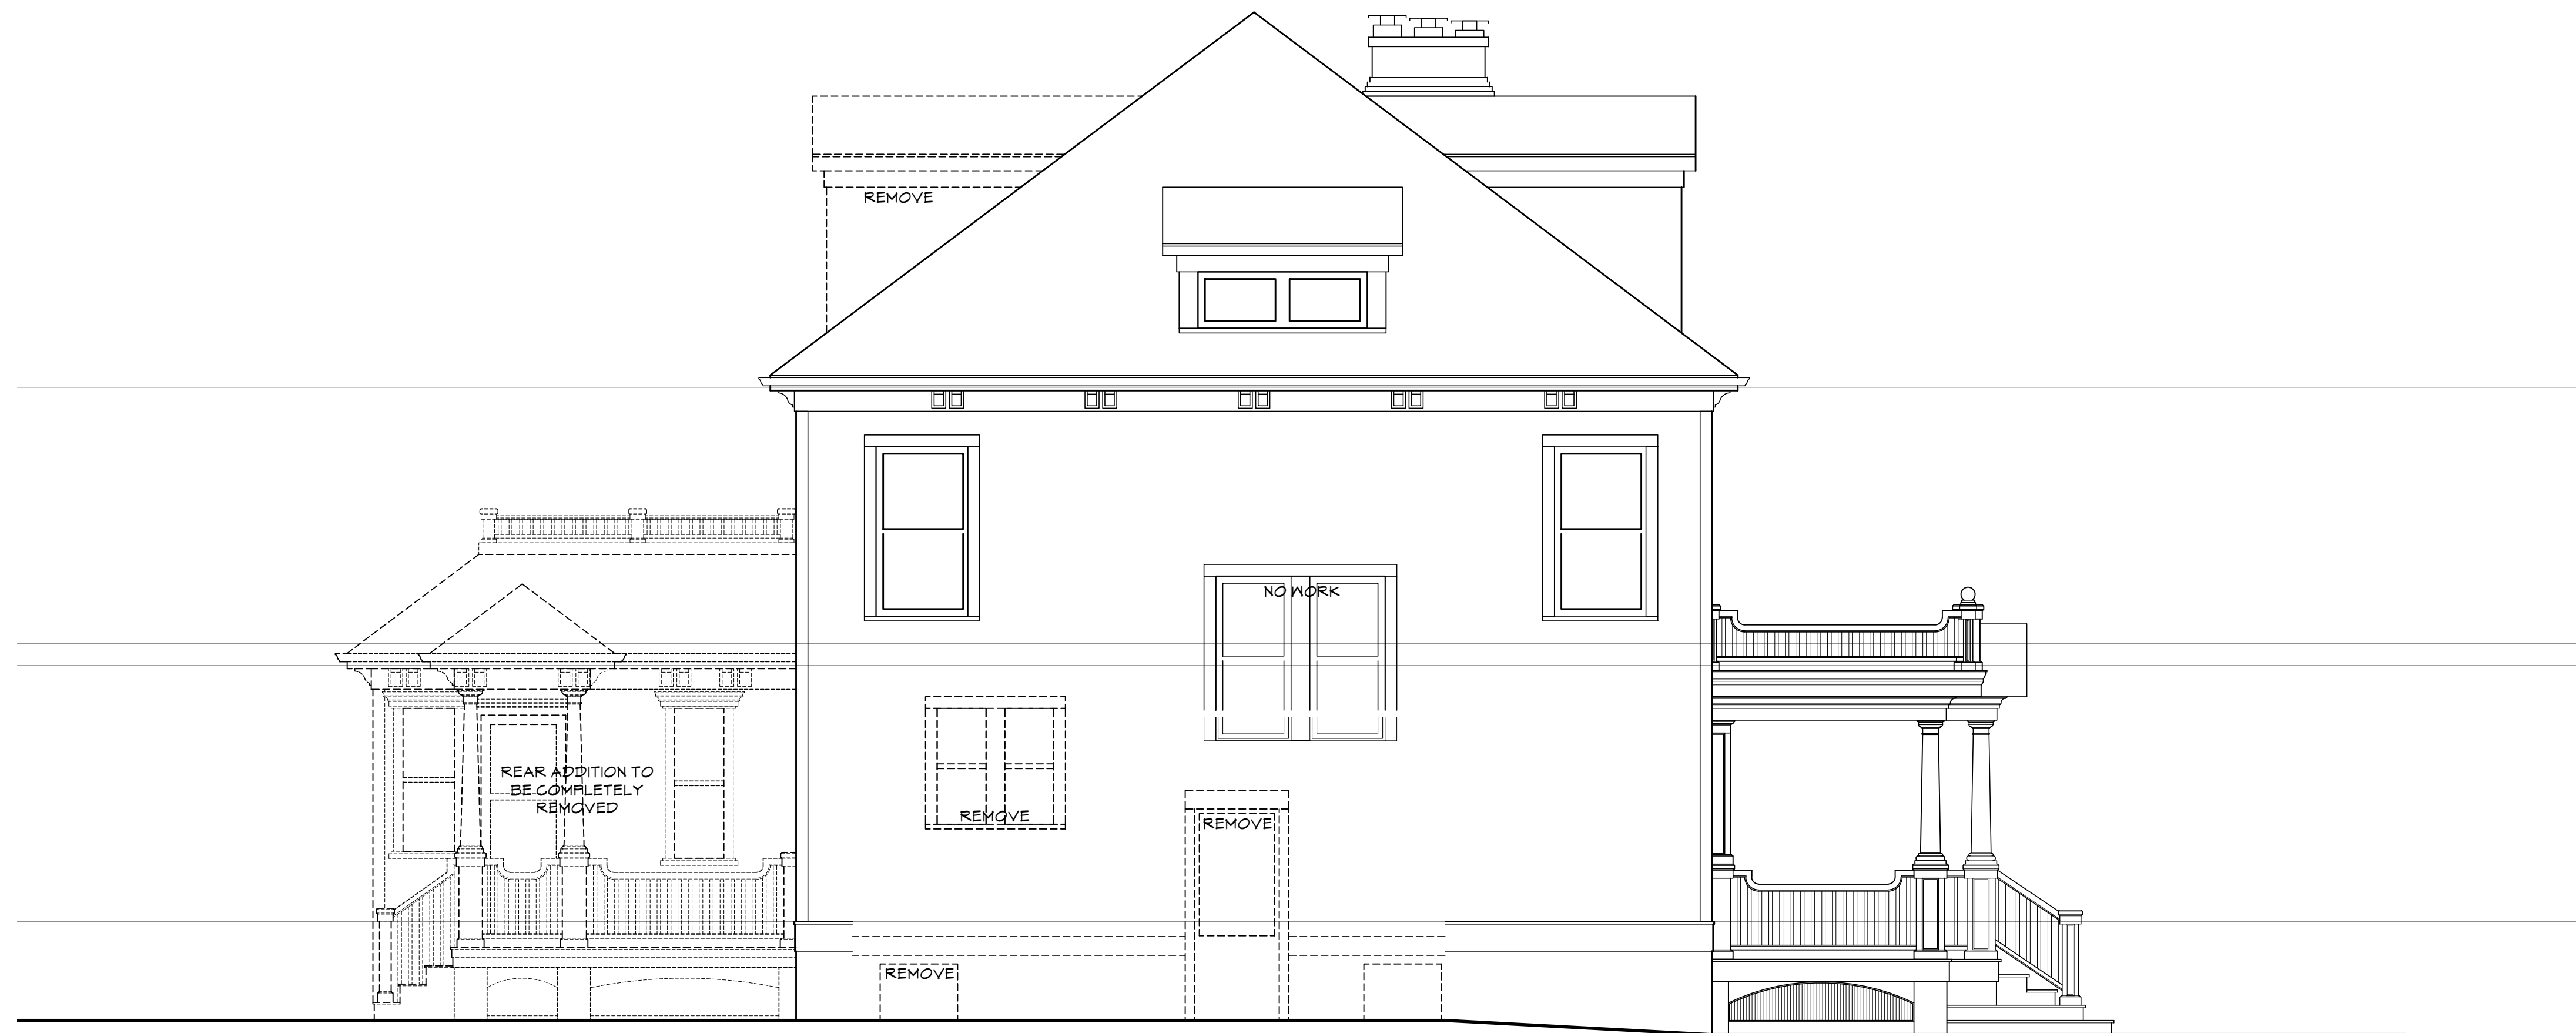 REMOVE
NO WORK
REAR ADDITION TO
BE COMPLETELY
REMOVED
REMOVE
REMOVE
REMOVE